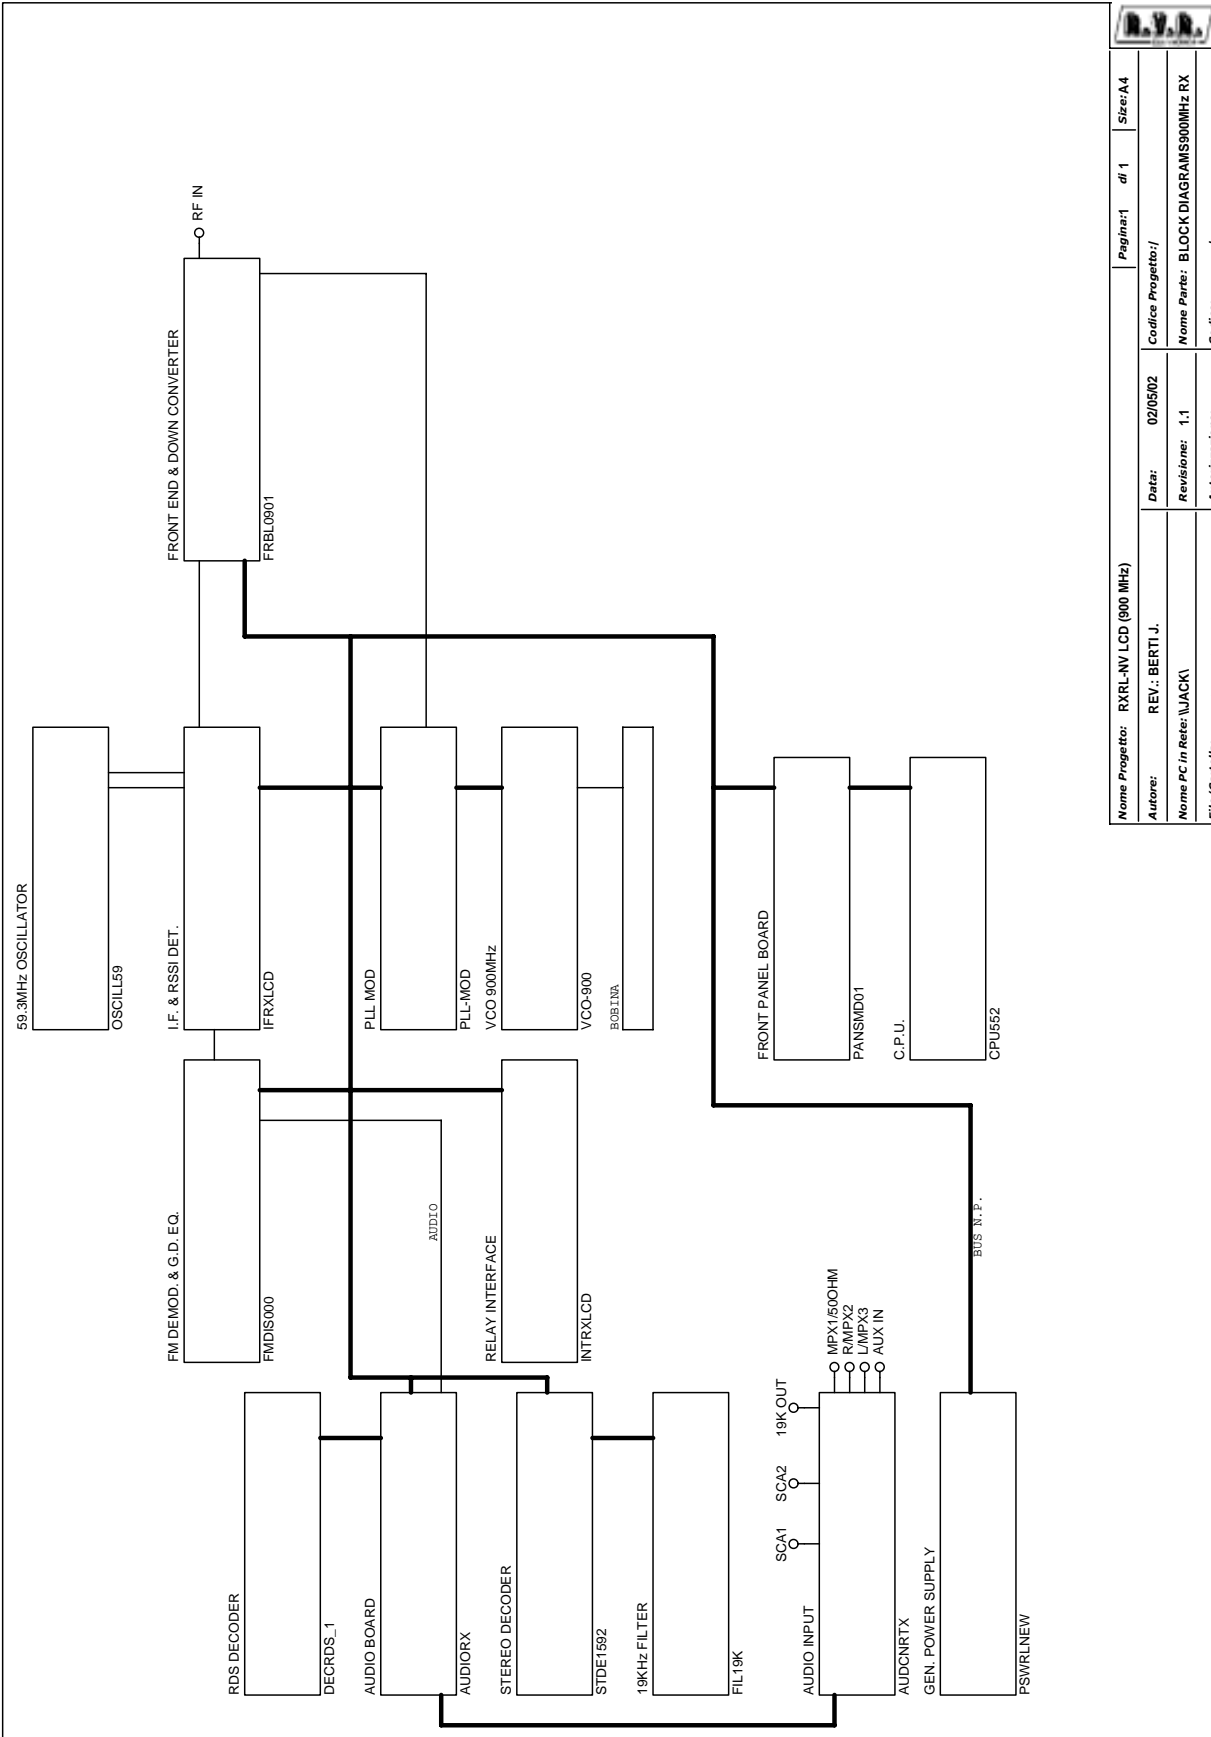 59.3MHz OSCILLATOR
OSCILL59
I.F. & RSSI DET.
IFRXLCD
FRONT END & DOWN CONVERTER
FRBL0901
RF IN
PLL MOD
PLL-MOD
VCO 900MHz
VCO-900
BOBINA
FM DEMOD. & G.D. EQ.
FMDIS000
AUDIO
RELAY INTERFACE
INTRXLCD
FRONT PANEL BOARD
PANSMD01
C.P.U.
CPU552
RDS DECODER
DECRDS_1
AUDIO BOARD
AUDIORX
STEREO DECODER
STDE1592
19KHz FILTER
FIL19K
SCA1
SCA2
19K OUT
MPX1/50OHM
R/MPX2
L/MPX3
AUX IN
AUDIO INPUT
AUDCNRTX
GEN. POWER SUPPLY
PSWRLNEW
BUS N.P.
R.V.R.
Nome Progetto: RXRL-NV LCD (900 MHz)
Pagina:1 di 1
Size:A4
Autore: REV.: BERTI J.
Data: 02/05/02
Codice Progetto:/
Nome PC in Rete: \\JACK\
Revisione: 1.1
Nome Parte: BLOCK DIAGRAMS900MHz RX